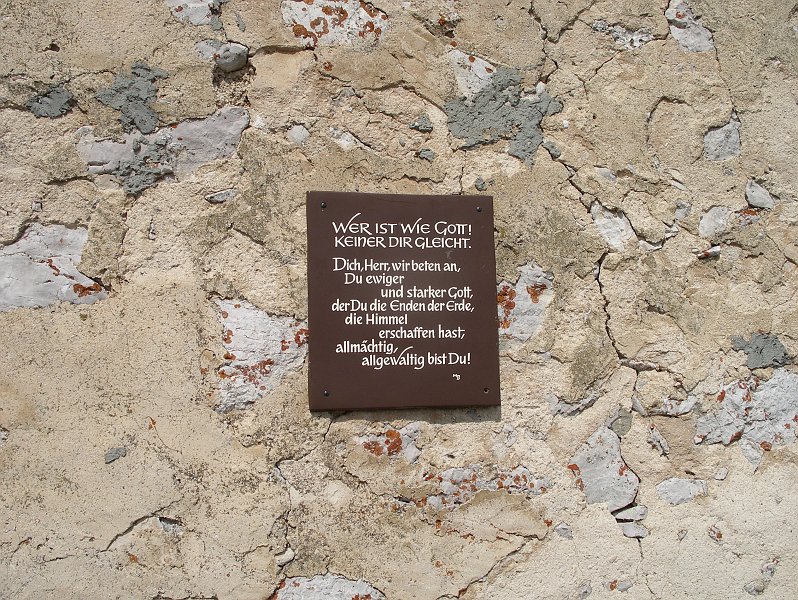 WER IST WIE GOTT!
KEINER DIR GLEICHT.
Dich, Herr, wir beten an,
Du ewiger
und starker Gott,
der Du die Enden der Erde,
die Himmel
erschaffen hast,
allmächtig,
allgewaltig bist Du!
MB